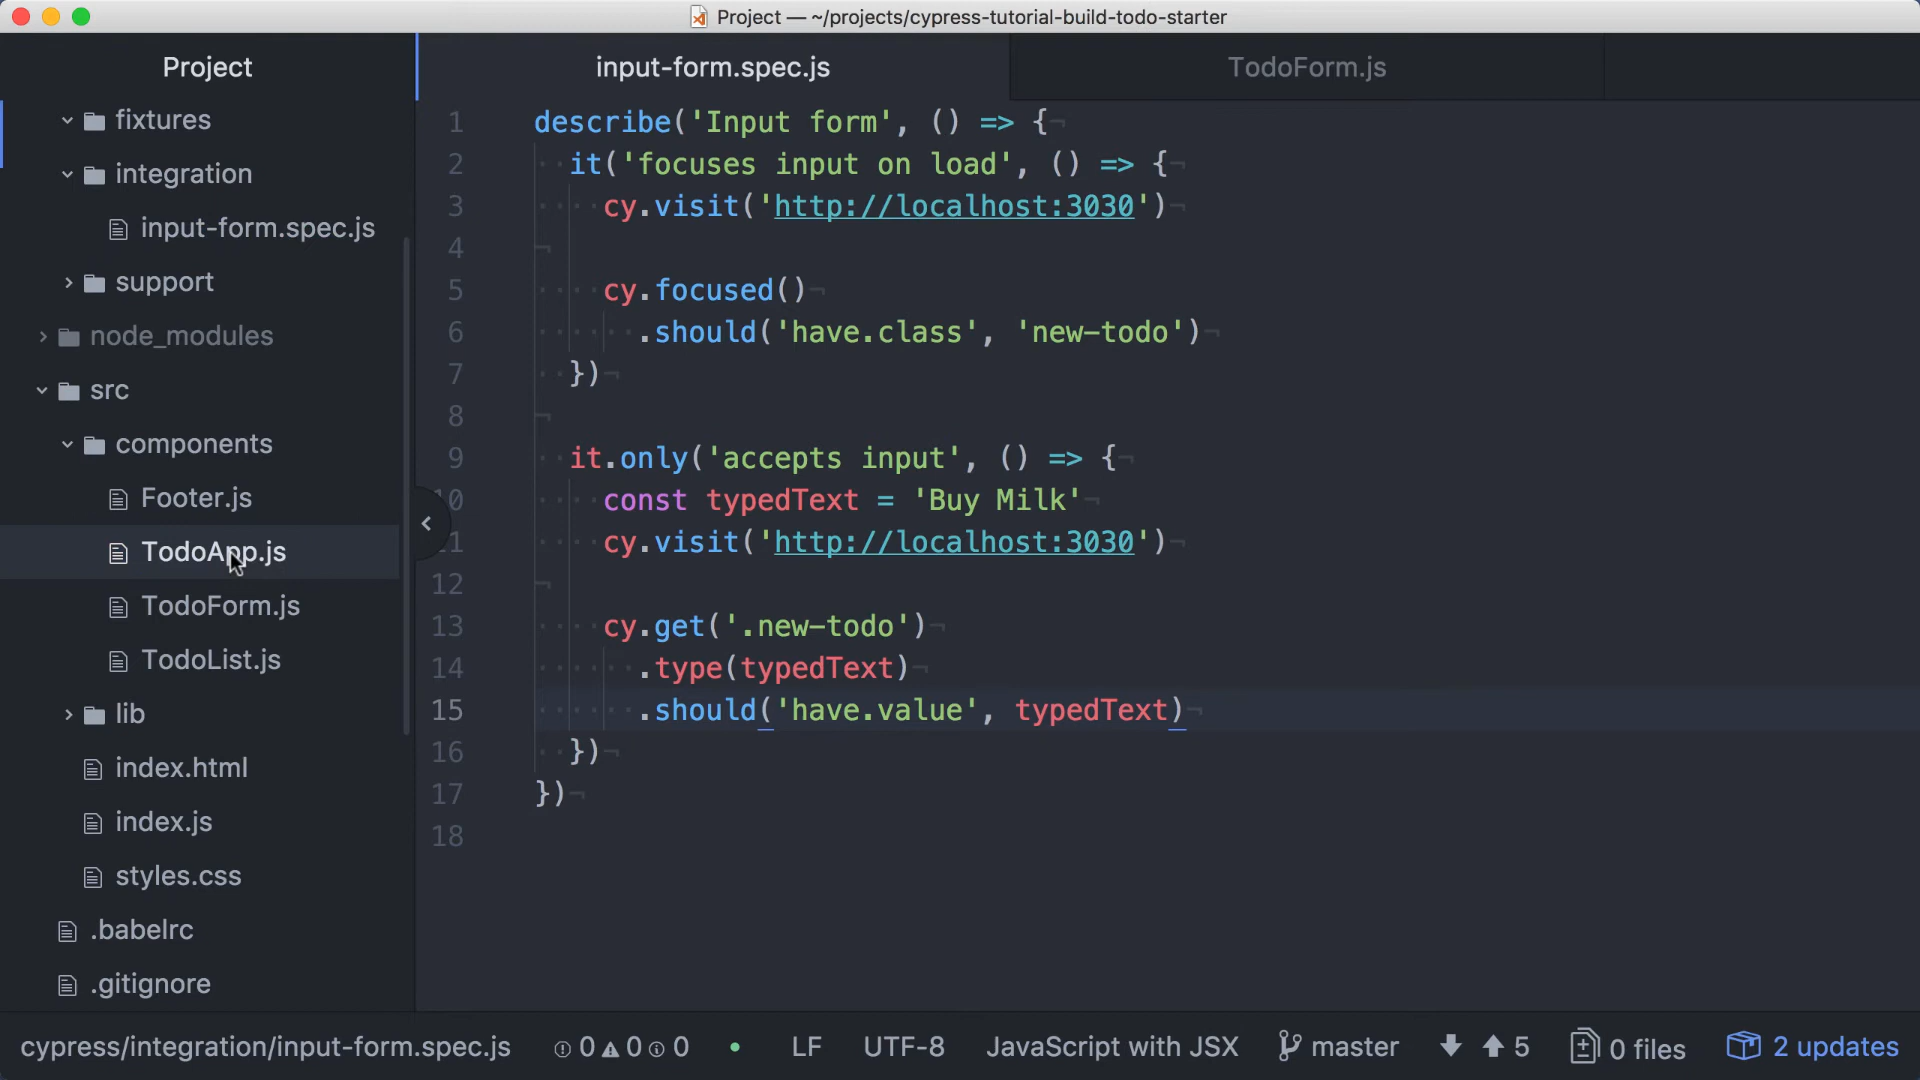 Project — ~/projects/cypress-tutorial-build-todo-starter
Project
fixtures
integration
input-form.spec.js
support
node_modules
src
components
Footer.js
TodoApp.js
TodoForm.js
TodoList.js
lib
index.html
index.js
styles.css
.babelrc
.gitignore
input-form.spec.js
TodoForm.js
1 describe('Input form', () => {¬
2 ··it('focuses input on load', () => {¬
3 ····cy.visit('http://localhost:3030')¬
4 ¬
5 ····cy.focused()¬
6 ······.should('have.class', 'new-todo')¬
7 ··})¬
8 ¬
9 ··it.only('accepts input', () => {¬
10 ····const typedText = 'Buy Milk'¬
11 ····cy.visit('http://localhost:3030')¬
12 ¬
13 ····cy.get('.new-todo')¬
14 ······.type(typedText)¬
15 ······.should('have.value', typedText)¬
16 ··})¬
17 })¬
18
cypress/integration/input-form.spec.js 0 0 0 LF UTF-8 JavaScript with JSX master 5 0 files 2 updates